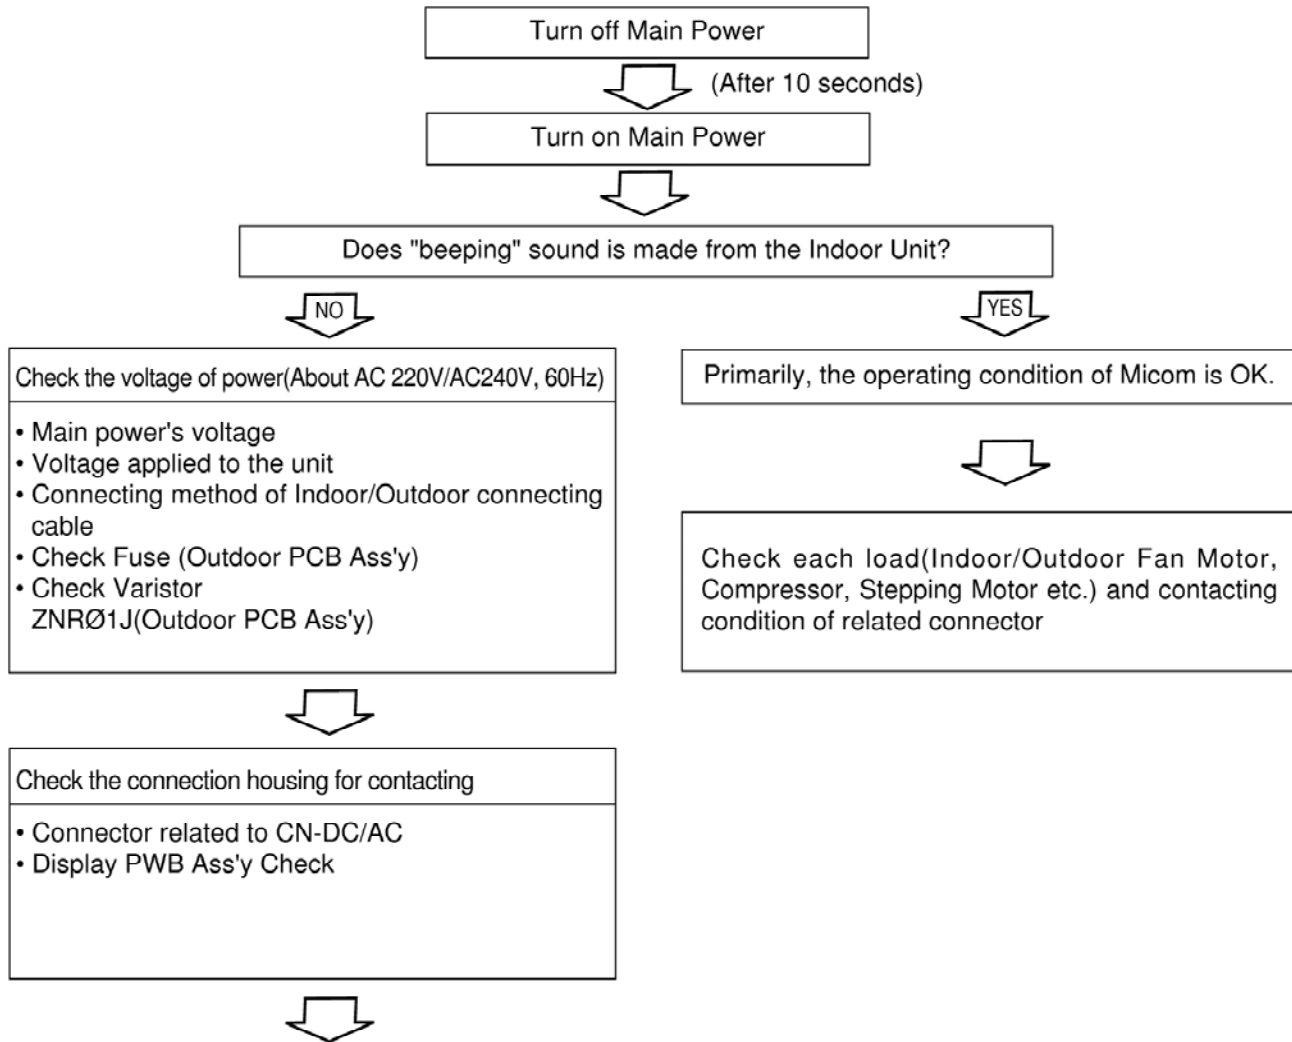 Turn off Main Power
(After 10 seconds)
Turn on Main Power
Does "beeping" sound is made from the Indoor Unit?
NO
YES
Check the voltage of power(About AC 220V/AC240V, 60Hz)
• Main power's voltage
• Voltage applied to the unit
• Connecting method of Indoor/Outdoor connecting
cable
• Check Fuse (Outdoor PCB Ass'y)
• Check Varistor
ZNRØ1J(Outdoor PCB Ass'y)
Primarily, the operating condition of Micom is OK.
Check each load(Indoor/Outdoor Fan Motor,
Compressor, Stepping Motor etc.) and contacting
condition of related connector
Check the connection housing for contacting
• Connector related to CN-DC/AC
• Display PWB Ass'y Check